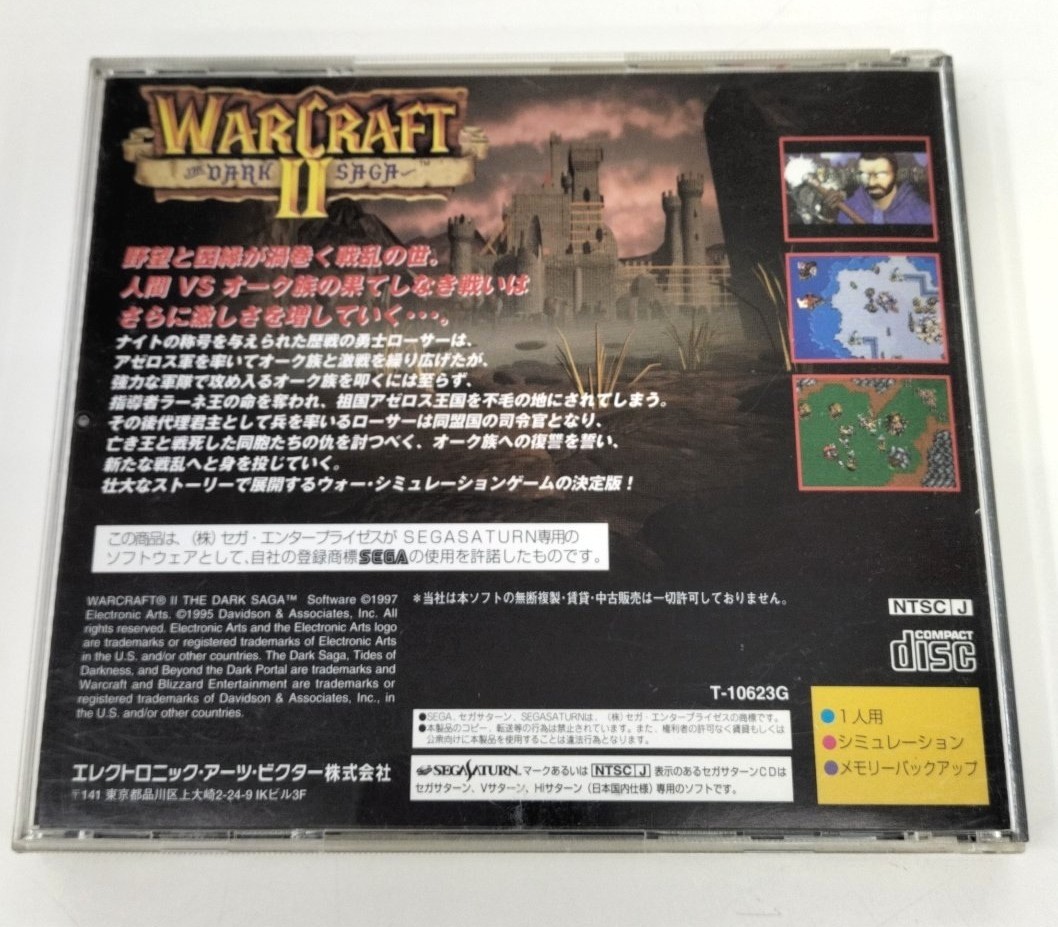 WARCRAFT
THE DARK SAGA™
II
野望と因縁が渦巻く戦乱の世。
人間 VS オーク族の果てしなき戦いは
さらに激しさを増していく・・・。
ナイトの称号を与えられた歴戦の勇士ローサーは、
アゼロス軍を率いてオーク族と激戦を繰り広げたが、
強力な軍隊で攻め入るオーク族を叩くには至らず、
指導者ラーネ王の命を奪われ、祖国アゼロス王国を不毛の地にされてしまう。
その後代理君主として兵を率いるローサーは同盟国の司令官となり、
亡き王と戦死した同胞たちの仇を討つべく、オーク族への復讐を誓い、
新たな戦乱へと身を投じていく。
壮大なストーリーで展開するウォー・シミュレーションゲームの決定版！
この商品は、(株)セガ・エンタープライゼスが SEGASATURN専用の
ソフトウェアとして、自社の登録商標SEGAの使用を許諾したものです。
WARCRAFT® II THE DARK SAGA™ Software ©1997
Electronic Arts. ©1995 Davidson & Associates, Inc. All
rights reserved. Electronic Arts and the Electronic Arts logo
are trademarks or registered trademarks of Electronic Arts
in the U.S. and/or other countries. The Dark Saga, Tides of
Darkness, and Beyond the Dark Portal are trademarks and
Warcraft and Blizzard Entertainment are trademarks or
registered trademarks of Davidson & Associates, Inc., in
the U.S. and/or other countries.
エレクトロニック・アーツ・ビクター株式会社
〒141 東京都品川区上大崎2-24-9 IKビル3F
＊当社は本ソフトの無断複製・賃貸・中古販売は一切許可しておりません。
NTSC J
COMPACT
disc
T-10623G
●SEGA、セガサターン、SEGASATURNは、(株)セガ・エンタープライゼスの商標です。
●本製品のコピー、転送等の行為は禁止されています。また、権利者の許可なく賃貸もしくは
公衆向けに本製品を使用することは違法行為となります。
SEGASATURN.マークあるいは NTSC J 表示のあるセガサターンCDは
セガサターン、Vサターン、Hiサターン(日本国内仕様)専用のソフトです。
●1人用
●シミュレーション
●メモリーバックアップ